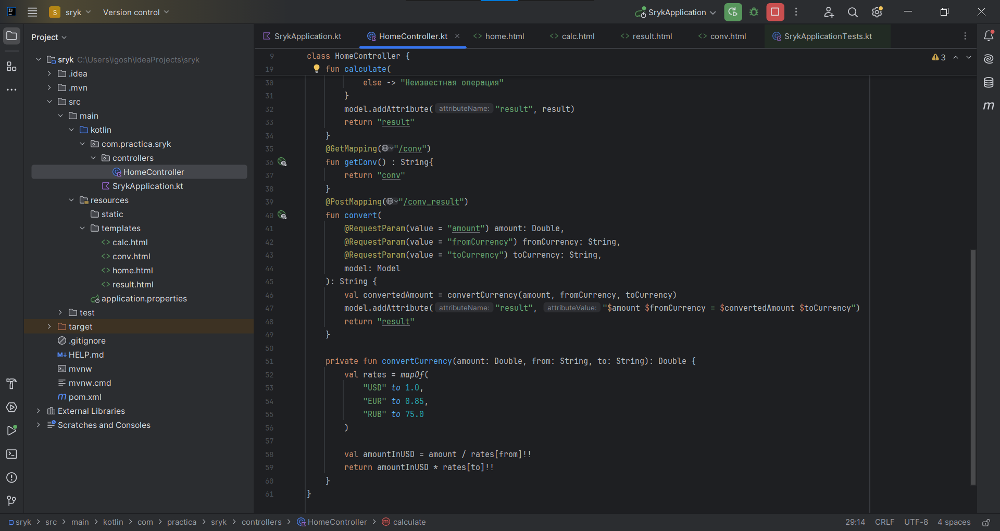 S sryk Version control SrykApplication
Project
SrykApplication.kt HomeController.kt home.html calc.html result.html conv.html SrykApplicationTests.kt
sryk C:\Users\igosh\IdeaProjects\sryk
.idea
.mvn
src
main
kotlin
com.practica.sryk
controllers
HomeController
SrykApplication.kt
resources
static
templates
calc.html
conv.html
home.html
result.html
application.properties
test
target
.gitignore
M↓ HELP.md
mvnw
mvnw.cmd
m pom.xml
External Libraries
Scratches and Consoles
9 class HomeController {
3
19 fun calculate(
30 else -> "Неизвестная операция"
31 }
32 model.addAttribute( attributeName: "result", result)
33 return "result"
34 }
35 @GetMapping("/conv")
36 fun getConv() : String{
37 return "conv"
38 }
39 @PostMapping("/conv_result")
40 fun convert(
41 @RequestParam(value = "amount") amount: Double,
42 @RequestParam(value = "fromCurrency") fromCurrency: String,
43 @RequestParam(value = "toCurrency") toCurrency: String,
44 model: Model
45 ): String {
46 val convertedAmount = convertCurrency(amount, fromCurrency, toCurrency)
47 model.addAttribute( attributeName: "result", attributeValue: "$amount $fromCurrency = $convertedAmount $toCurrency")
48 return "result"
49 }
50
51 private fun convertCurrency(amount: Double, from: String, to: String): Double {
52 val rates = mapOf(
53 "USD" to 1.0,
54 "EUR" to 0.85,
55 "RUB" to 75.0
56 )
57
58 val amountInUSD = amount / rates[from]!!
59 return amountInUSD * rates[to]!!
60 }
61 }
m
sryk > src > main > kotlin > com > practica > sryk > controllers > HomeController > m calculate
29:14 CRLF UTF-8 4 spaces